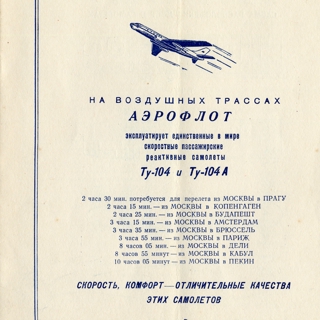 НА ВОЗДУШНЫХ ТРАССАХ
АЭРОФЛОТ
эксплуатирует единственные в мире
скоростные пассажирские
реактивные самолеты
Ту-104 и Ту-104А
2 часа 30 мин. потребуется для перелета из МОСКВЫ в ПРАГУ
2 часа 15 мин. — из МОСКВЫ в КОПЕНГАГЕН
2 часа 25 мин. — из МОСКВЫ в БУДАПЕШТ
3 часа 15 мин. — из МОСКВЫ в АМСТЕРДАМ
3 часа 35 мин. — из МОСКВЫ в БРЮССЕЛЬ
3 часа 55 мин. — из МОСКВЫ в ПАРИЖ
8 часов 05 мин. — из МОСКВЫ в ДЕЛИ
8 часов 55 минут — из МОСКВЫ в КАБУЛ
10 часов 05 минут — из МОСКВЫ в ПЕКИН
СКОРОСТЬ, КОМФОРТ — ОТЛИЧИТЕЛЬНЫЕ КАЧЕСТВА
ЭТИХ САМОЛЕТОВ